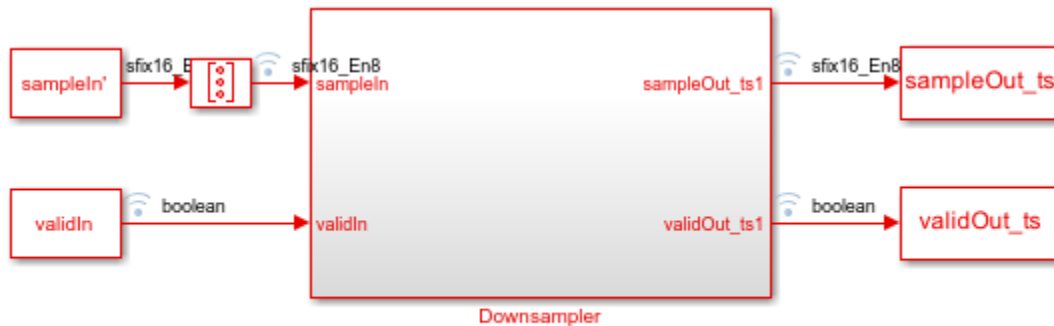 sampleIn'
sfix16_E
sfix16_En8
sampleIn
sampleOut_ts1
sfix16_En8
sampleOut_ts
validIn
boolean
validIn
validOut_ts1
boolean
validOut_ts
Downsampler